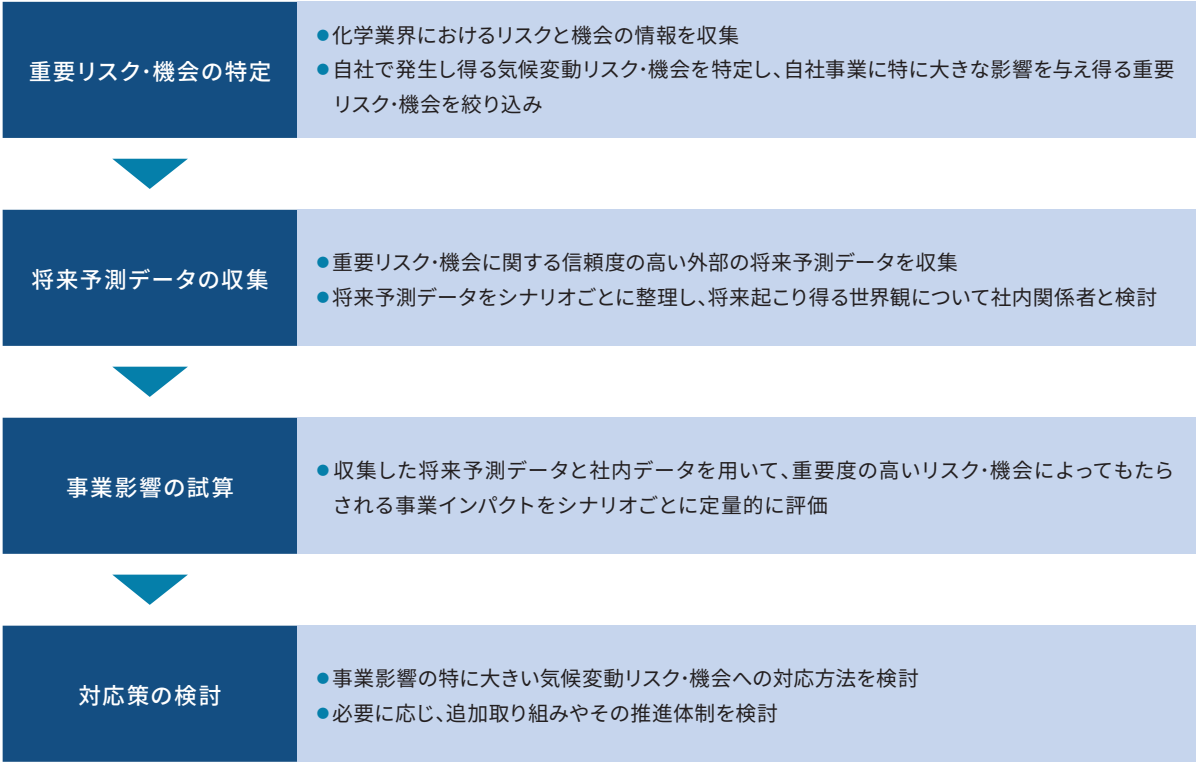 重要リスク・機会の特定
●化学業界におけるリスクと機会の情報を収集
●自社で発生し得る気候変動リスク・機会を特定し、自社事業に特に大きな影響を与え得る重要
リスク・機会を絞り込み
将来予測データの収集
●重要リスク・機会に関する信頼度の高い外部の将来予測データを収集
●将来予測データをシナリオごとに整理し、将来起こり得る世界観について社内関係者と検討
事業影響の試算
●収集した将来予測データと社内データを用いて、重要度の高いリスク・機会によってもたら
される事業インパクトをシナリオごとに定量的に評価
対応策の検討
●事業影響の特に大きい気候変動リスク・機会への対応方法を検討
●必要に応じ、追加取り組みやその推進体制を検討